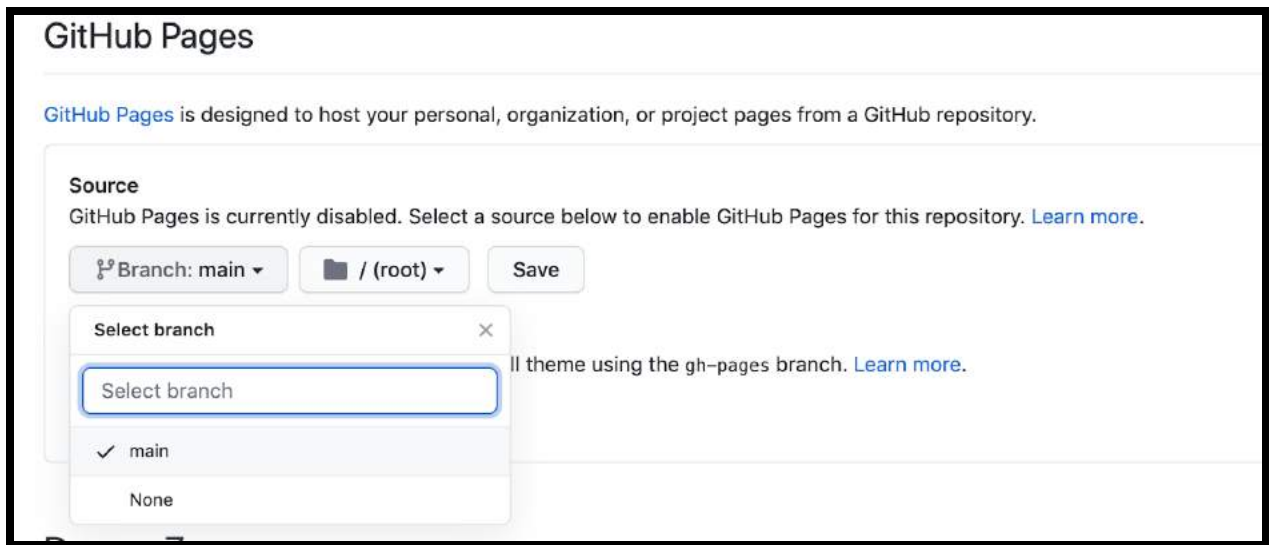 GitHub Pages
GitHub Pages is designed to host your personal, organization, or project pages from a GitHub repository.
Source
GitHub Pages is currently disabled. Select a source below to enable GitHub Pages for this repository. Learn more.
Branch: main / (root) Save
Select branch
ll theme using the gh-pages branch. Learn more.
Select branch
main
None